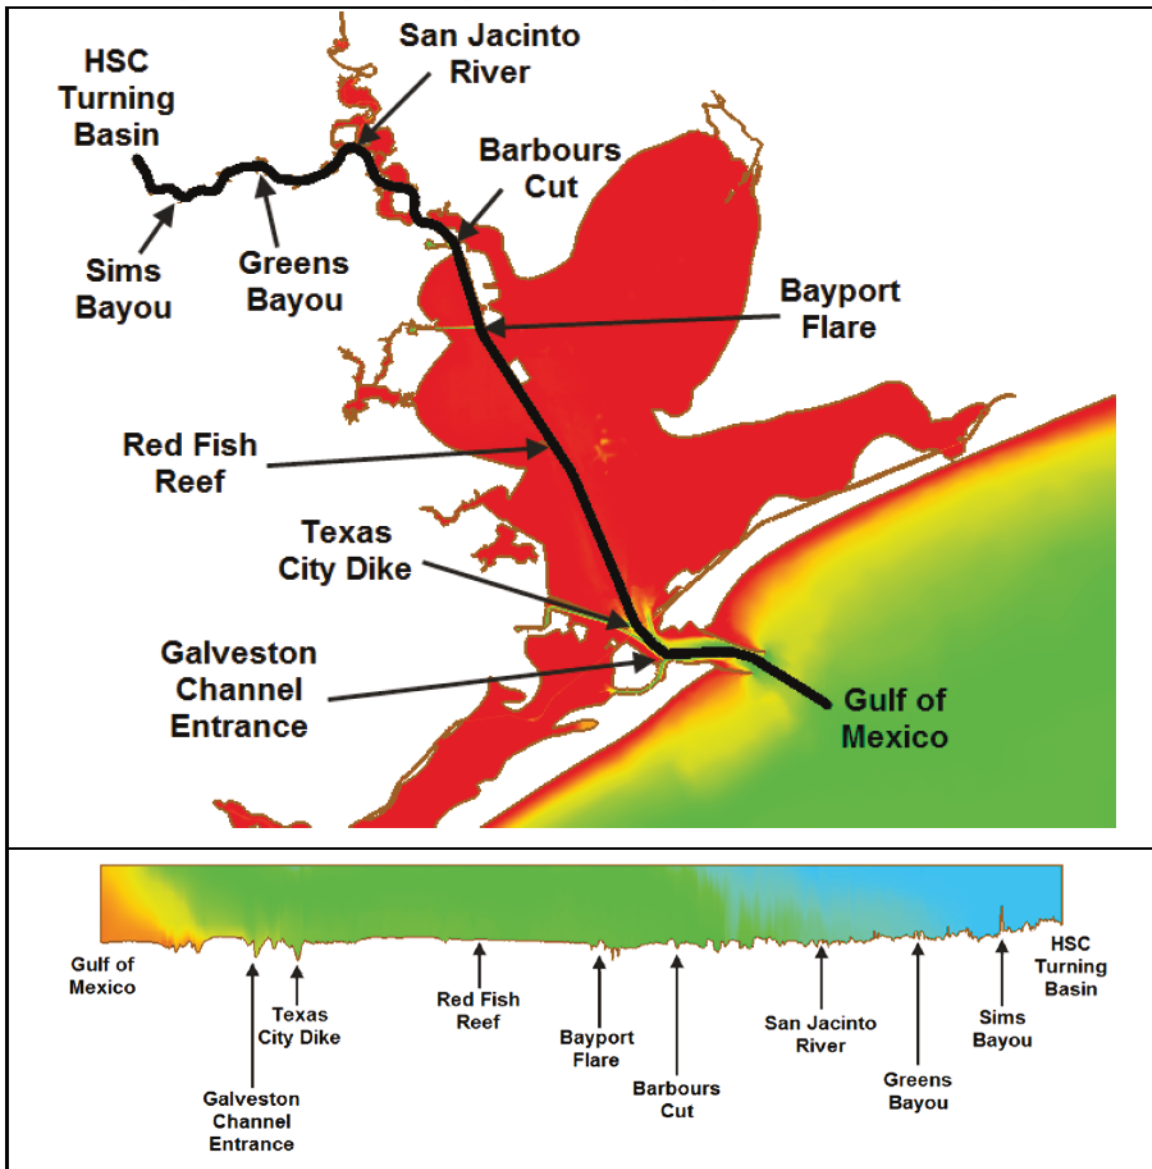 San Jacinto
River
HSC
Turning
Basin
Barbours
Cut
Sims
Bayou
Greens
Bayou
Bayport
Flare
Red Fish
Reef
Texas
City Dike
Galveston
Channel
Entrance
Gulf of
Mexico
Gulf of
Mexico
Galveston
Channel
Entrance
Texas
City Dike
Red Fish
Reef
Bayport
Flare
Barbours
Cut
San Jacinto
River
Greens
Bayou
Sims
Bayou
HSC
Turning
Basin